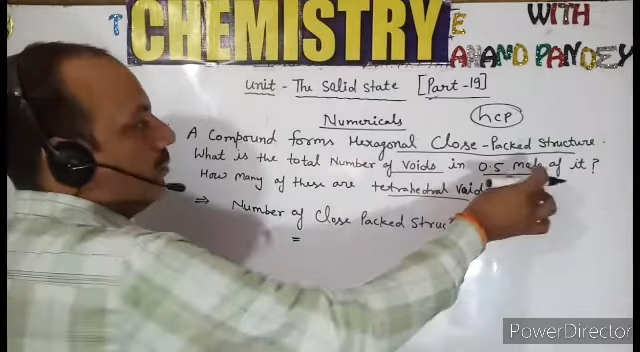 T
CHEMISTRY
E WITH
ANAND PANDEY
Unit - The Solid state [Part-19]
Numericals
hcp
A Compound forms Hexagonal Close-Packed Structure.
What is the total Number of voids in 0.5 mole of it?
How many of these are tetrahedral void
⇒ Number of Close Packed Struc
=
PowerDirector